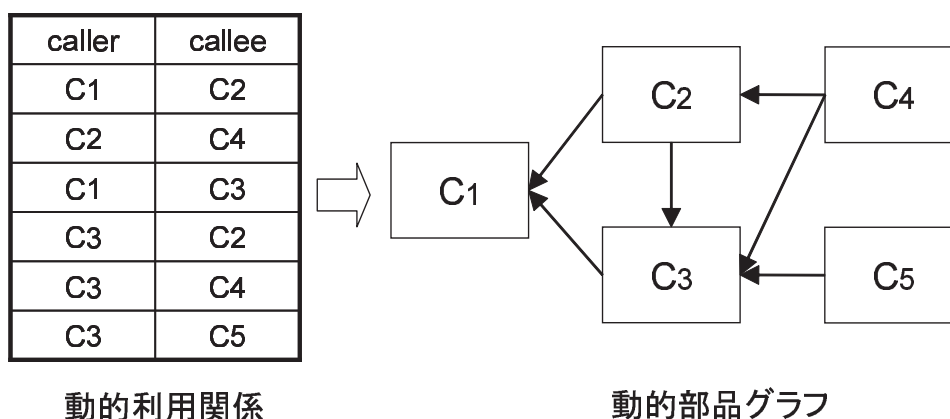 caller callee
C1 C2
C2 C4
C1 C3
C3 C2
C3 C4
C3 C5
動的利用関係
C1
C2
C4
C3
C5
動的部品グラフ